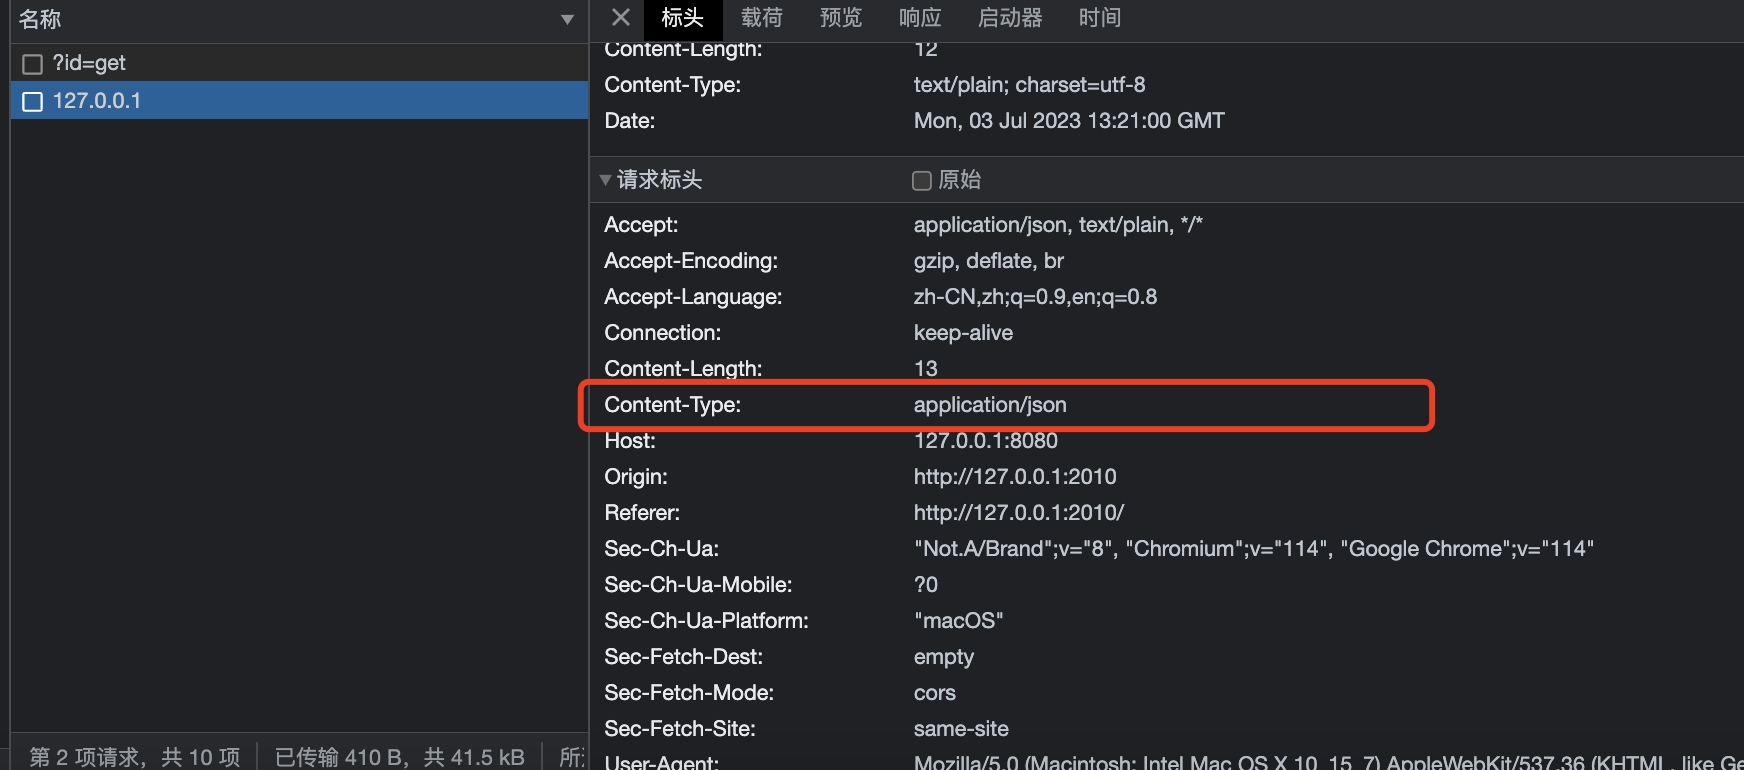 名称
?id=get
127.0.0.1
第 2 项请求，共 10 项
已传输 410 B，共 41.5 kB
标头 载荷 预览 响应 启动器 时间
Content-Length: 12
Content-Type: text/plain; charset=utf-8
Date: Mon, 03 Jul 2023 13:21:00 GMT
请求标头 原始
Accept: application/json, text/plain, */*
Accept-Encoding: gzip, deflate, br
Accept-Language: zh-CN,zh;q=0.9,en;q=0.8
Connection: keep-alive
Content-Length: 13
Content-Type: application/json
Host: 127.0.0.1:8080
Origin: http://127.0.0.1:2010
Referer: http://127.0.0.1:2010/
Sec-Ch-Ua: "Not.A/Brand";v="8", "Chromium";v="114", "Google Chrome";v="114"
Sec-Ch-Ua-Mobile: ?0
Sec-Ch-Ua-Platform: "macOS"
Sec-Fetch-Dest: empty
Sec-Fetch-Mode: cors
Sec-Fetch-Site: same-site
User-Agent: Mozilla/5.0 (Macintosh; Intel Mac OS X 10_15_7) AppleWebKit/537.36 (KHTML, like